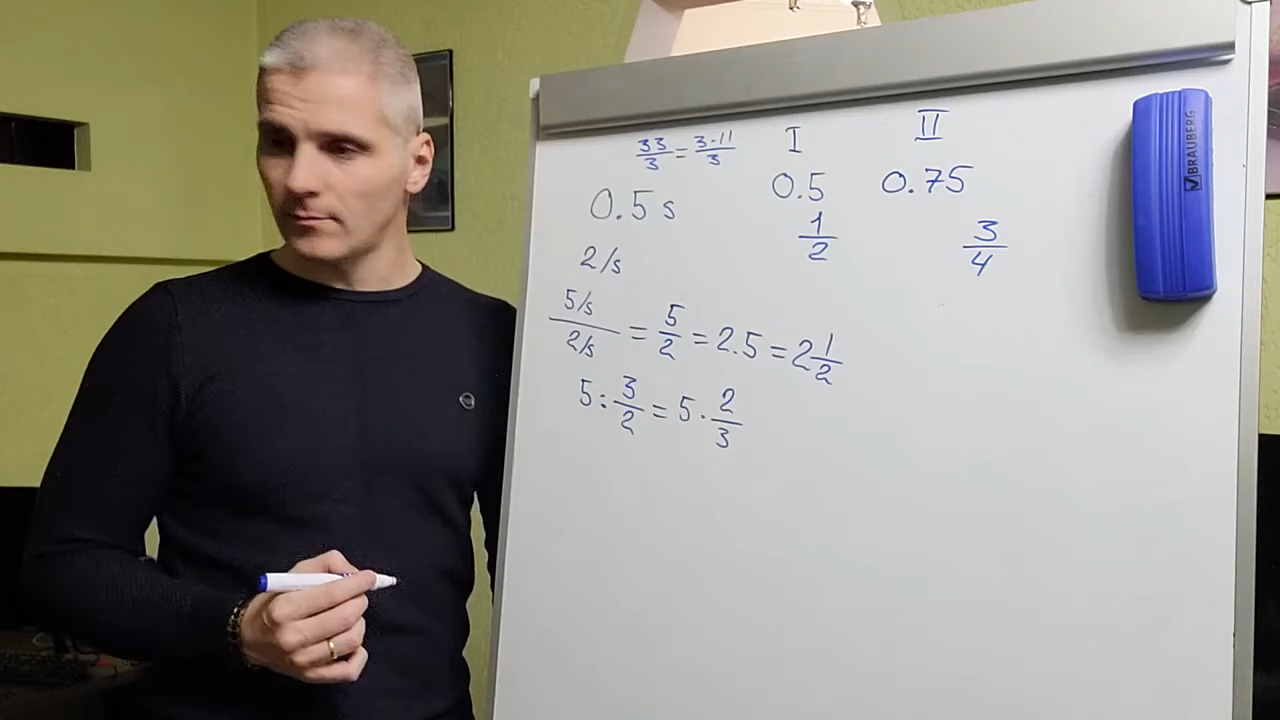 33/3 = 3·11/3
I II
0.5 s 0.5 0.75
1/2 3/4
2/s
5/s / 2/s = 5/2 = 2.5 = 2 1/2
5 : 3/2 = 5 · 2/3
BRAUBERG